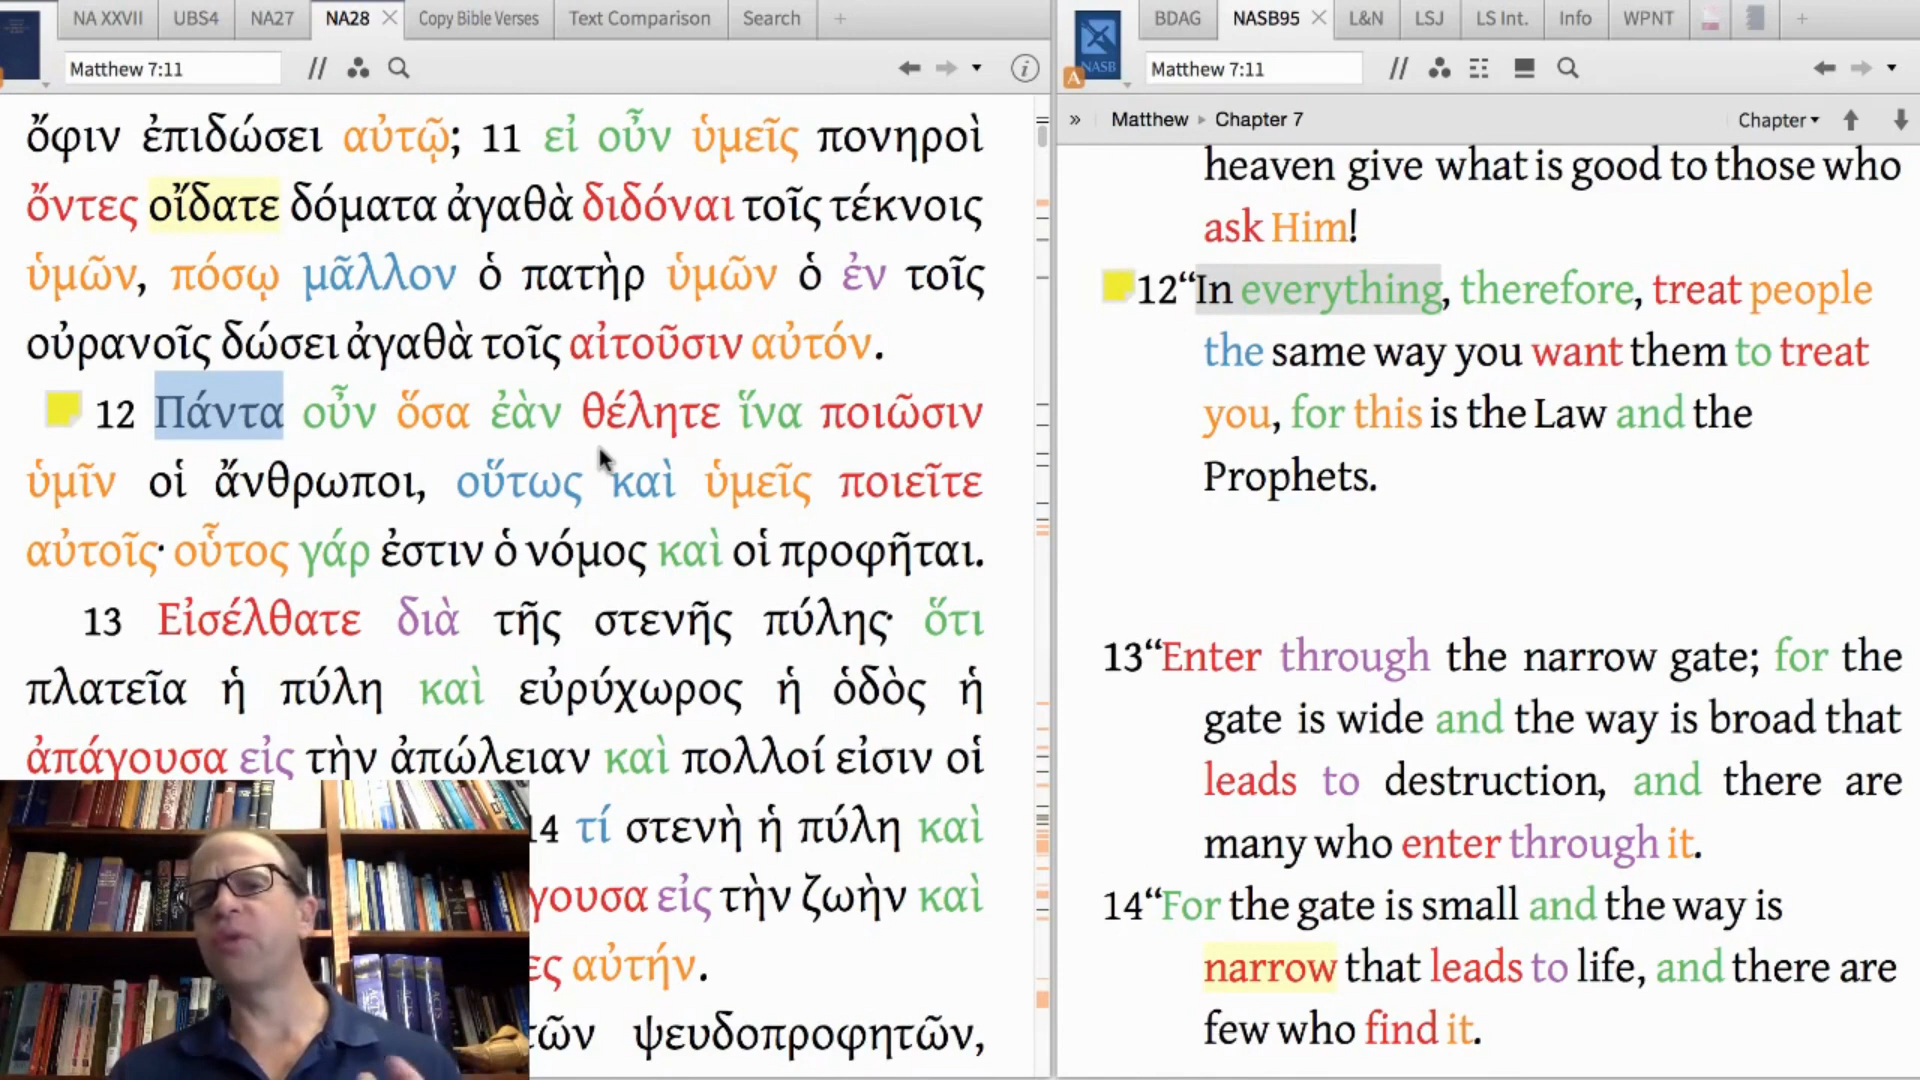 NA XXVII UBS4 NA27 NA28 Copy Bible Verses Text Comparison Search
Matthew 7:11
ὄφιν ἐπιδώσει αὐτῷ; 11 εἰ οὖν ὑμεῖς πονηροὶ
ὄντες οἴδατε δόματα ἀγαθὰ διδόναι τοῖς τέκνοις
ὑμῶν, πόσῳ μᾶλλον ὁ πατὴρ ὑμῶν ὁ ἐν τοῖς
οὐρανοῖς δώσει ἀγαθὰ τοῖς αἰτοῦσιν αὐτόν.
12 Πάντα οὖν ὅσα ἐὰν θέλητε ἵνα ποιῶσιν
ὑμῖν οἱ ἄνθρωποι, οὕτως καὶ ὑμεῖς ποιεῖτε
αὐτοῖς· οὗτος γάρ ἐστιν ὁ νόμος καὶ οἱ προφῆται.
13 Εἰσέλθατε διὰ τῆς στενῆς πύλης· ὅτι
πλατεῖα ἡ πύλη καὶ εὐρύχωρος ἡ ὁδὸς ἡ
ἀπάγουσα εἰς τὴν ἀπώλειαν καὶ πολλοί εἰσιν οἱ
14 τί στενὴ ἡ πύλη καὶ
γουσα εἰς τὴν ζωὴν καὶ
ες αὐτήν.
τῶν ψευδοπροφητῶν,
ACTS ACTS
BDAG NASB95 L&N LSJ LS Int. Info WPNT
NASB
A
Matthew 7:11
» Matthew Chapter 7 Chapter
heaven give what is good to those who
ask Him!
12“In everything, therefore, treat people
the same way you want them to treat
you, for this is the Law and the
Prophets.
13“Enter through the narrow gate; for the
gate is wide and the way is broad that
leads to destruction, and there are
many who enter through it.
14“For the gate is small and the way is
narrow that leads to life, and there are
few who find it.